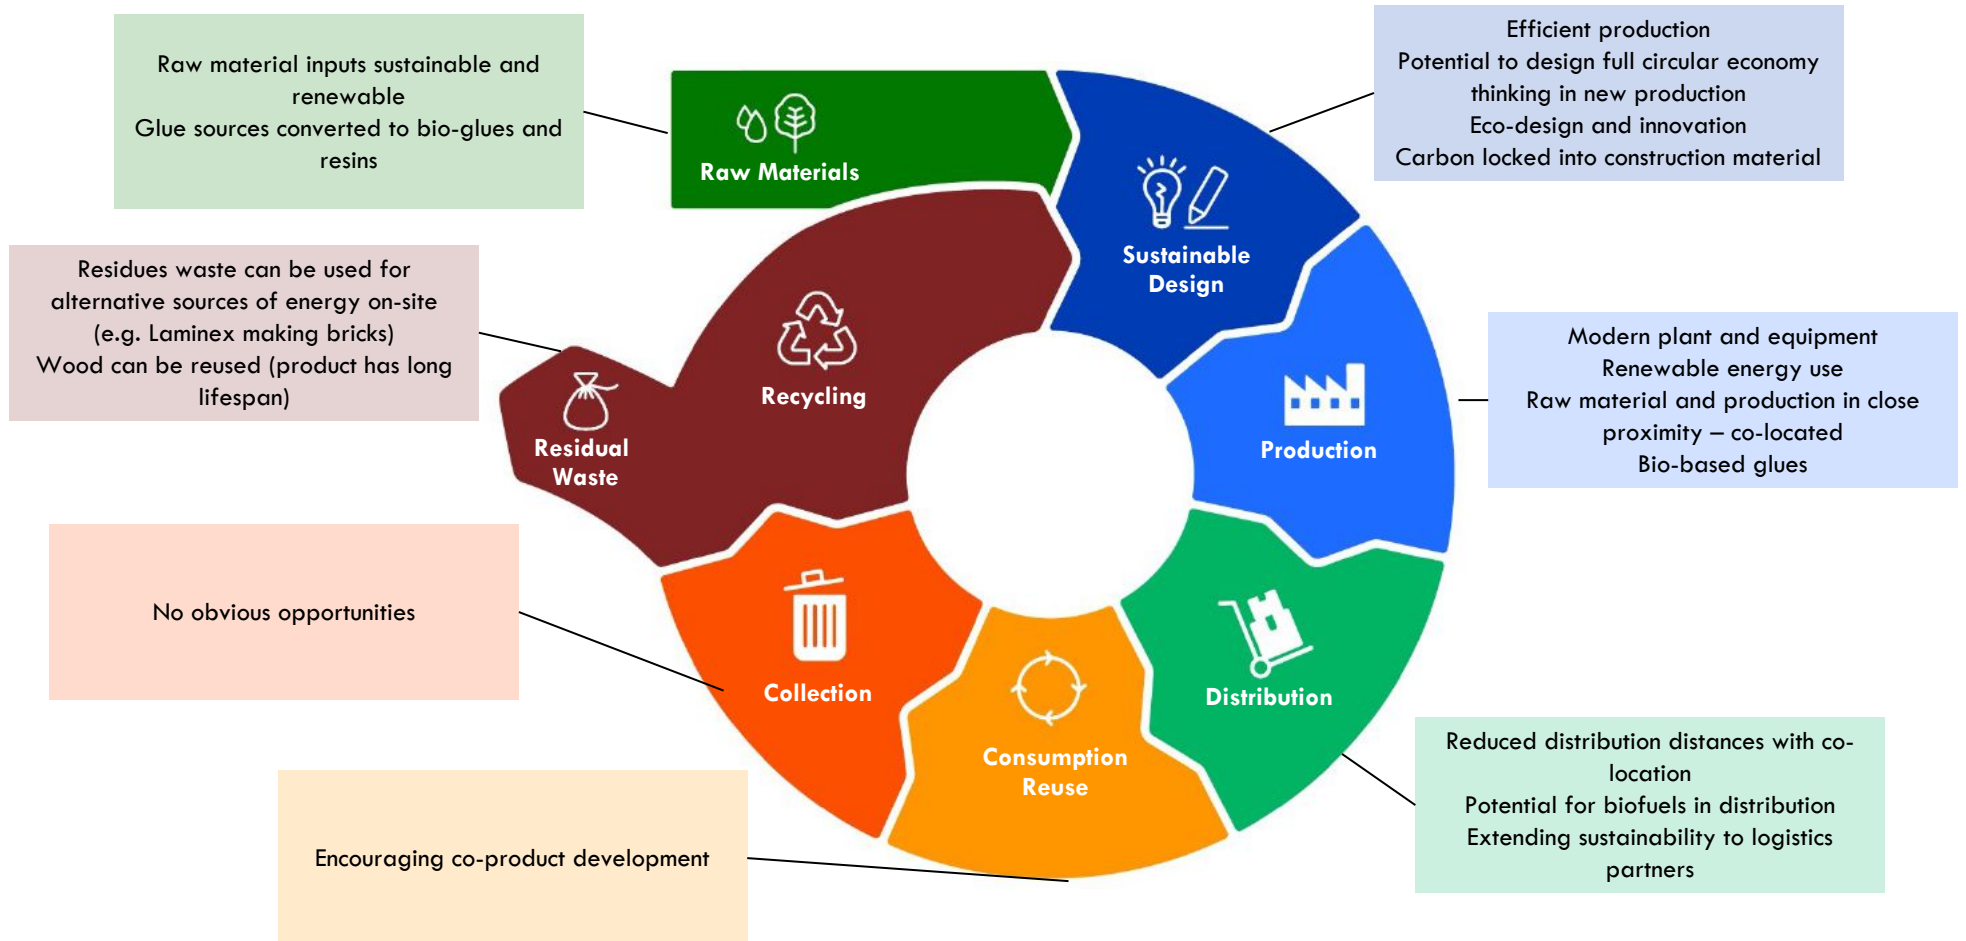 Raw material inputs sustainable and
renewable
Glue sources converted to bio-glues and
resins
Efficient production
Potential to design full circular economy
thinking in new production
Eco-design and innovation
Carbon locked into construction material
Raw Materials
Sustainable
Design
Residues waste can be used for
alternative sources of energy on-site
(e.g. Laminex making bricks)
Wood can be reused (product has long
lifespan)
Recycling
Residual
Waste
Production
Modern plant and equipment
Renewable energy use
Raw material and production in close
proximity – co-located
Bio-based glues
No obvious opportunities
Collection
Consumption
Reuse
Distribution
Reduced distribution distances with co-
location
Potential for biofuels in distribution
Extending sustainability to logistics
partners
Encouraging co-product development